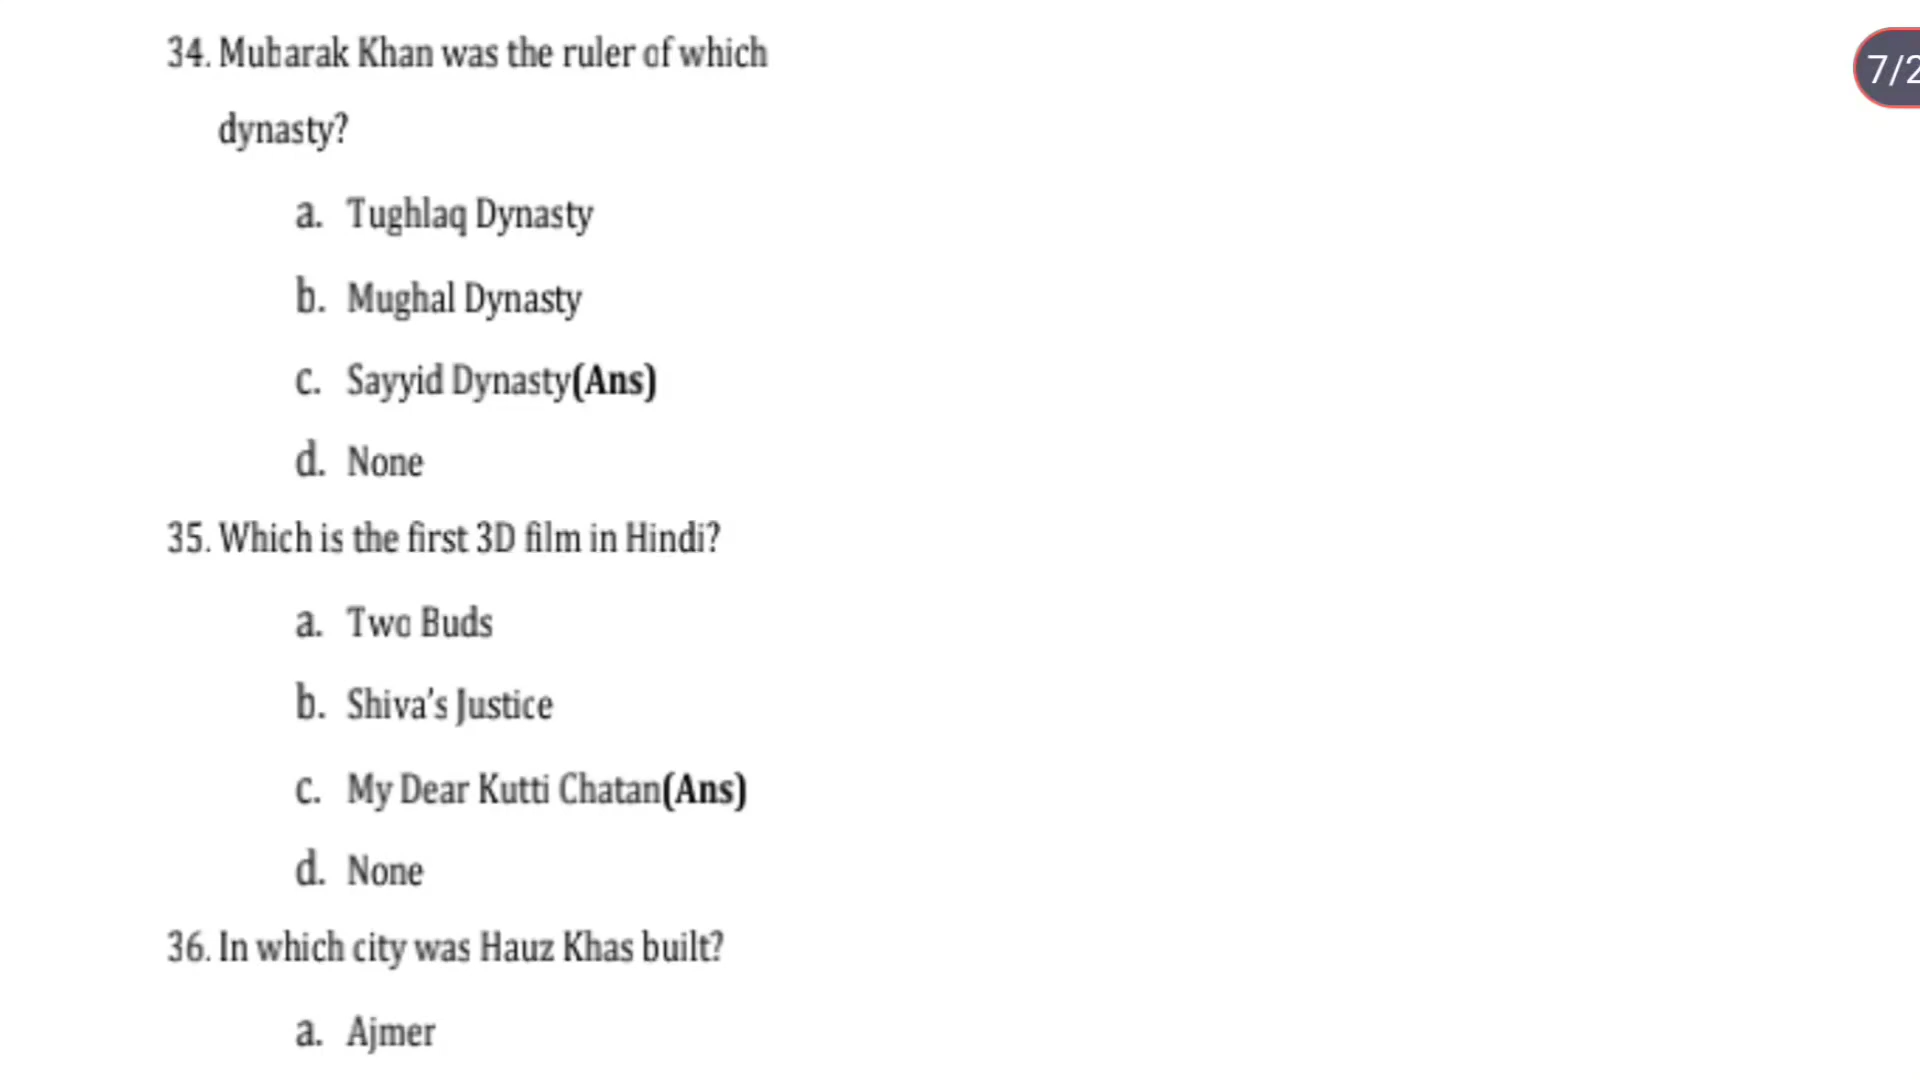 34. Mubarak Khan was the ruler of which
dynasty?
a. Tughlaq Dynasty
b. Mughal Dynasty
c. Sayyid Dynasty(Ans)
d. None
35. Which is the first 3D film in Hindi?
a. Two Buds
b. Shiva's Justice
c. My Dear Kutti Chatan(Ans)
d. None
36. In which city was Hauz Khas built?
a. Ajmer
7/2